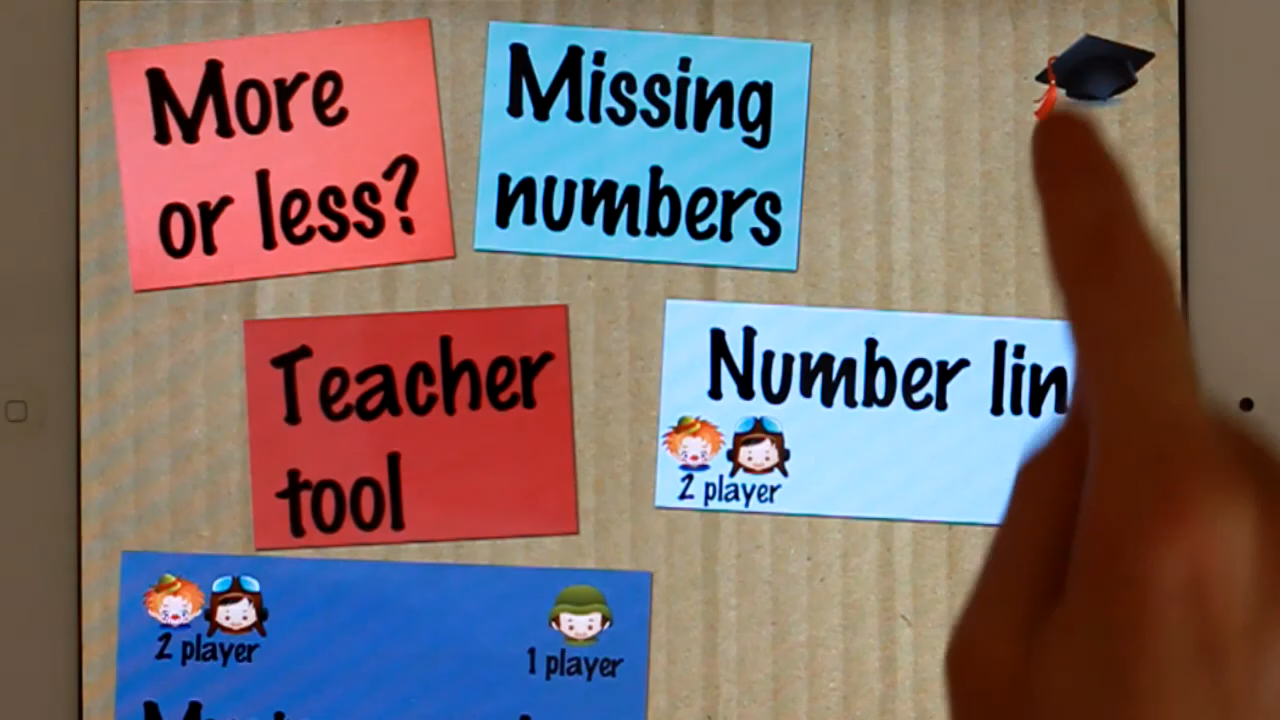 More
or less?
Missing
numbers
Teacher
tool
Number lin
2 player
2 player
1 player